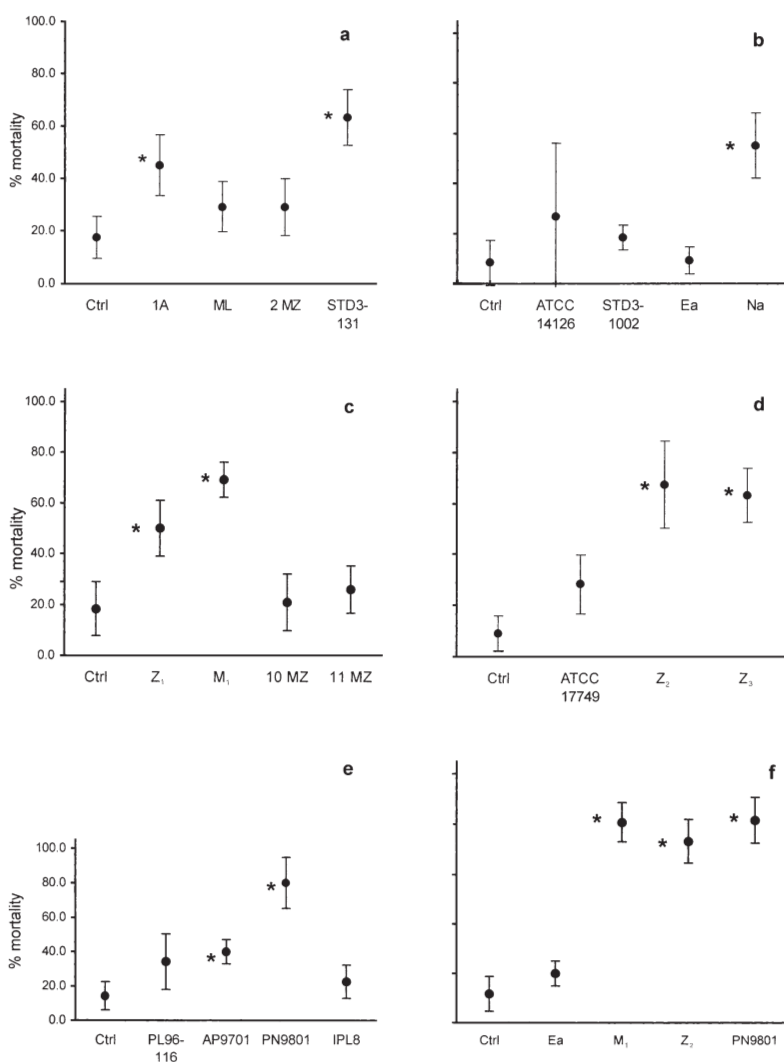 a
100.0
80.0
60.0
40.0
20.0
0.0
% mortality
*
*
Ctrl 1A ML 2 MZ STD3-
131
b
*
Ctrl ATCC STD3- Ea Na
14126 1002
c
100.0
80.0
60.0
40.0
20.0
0.0
% mortality
*
*
Ctrl Z₁ M₁ 10 MZ 11 MZ
d
*
*
Ctrl ATCC Z₂ Z₃
17749
e
100.0
80.0
60.0
40.0
20.0
0.0
% mortality
*
*
Ctrl PL96- AP9701 PN9801 IPL8
116
f
*
*
*
Ctrl Ea M₁ Z₂ PN9801